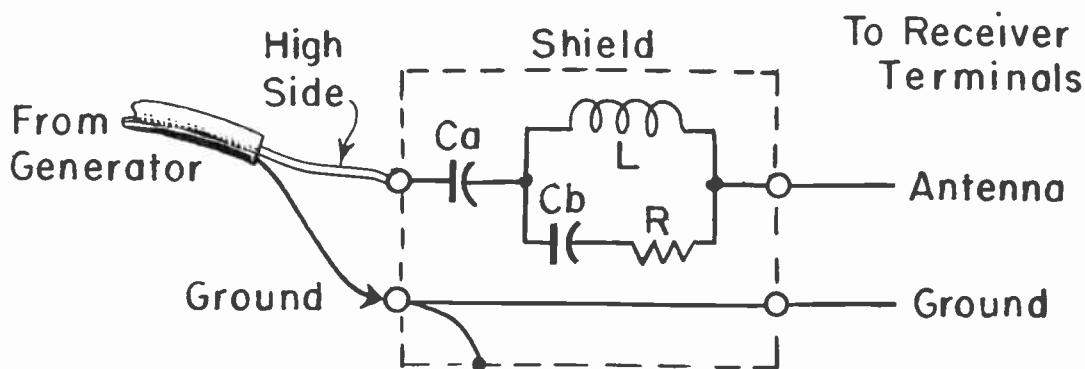 High
Side
Shield
To Receiver
Terminals
From
Generator
Ca
L
Cb
R
Antenna
Ground
Ground